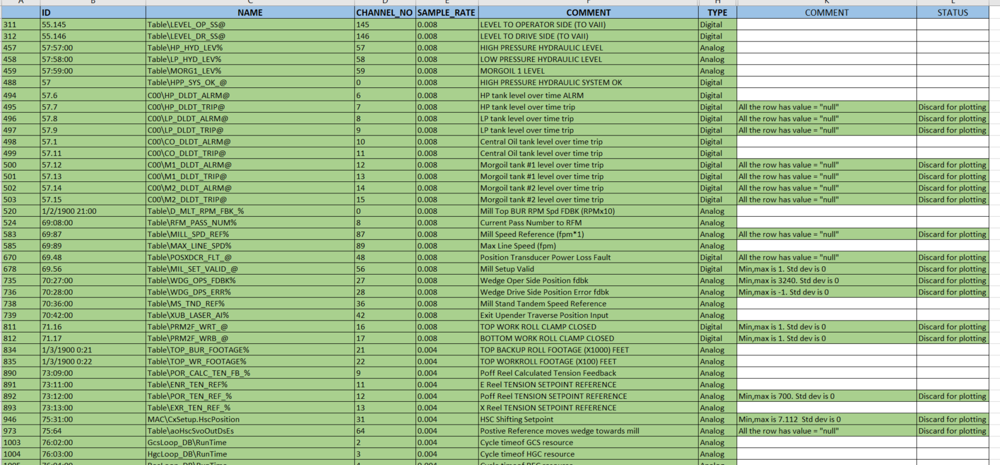 A B C D E F H K L
ID NAME CHANNEL_NO SAMPLE_RATE COMMENT TYPE COMMENT STATUS
311 55.145 Table\LEVEL_OP_SS@ 145 0.008 LEVEL TO OPERATOR SIDE (TO VAII) Digital
312 55.146 Table\LEVEL_DR_SS@ 146 0.008 LEVEL TO DRIVE SIDE (TO VAII) Digital
457 57:57:00 Table\HP_HYD_LEV% 57 0.008 HIGH PRESSURE HYDRAULIC LEVEL Analog
458 57:58:00 Table\LP_HYD_LEV% 58 0.008 LOW PRESSURE HYDRAULIC LEVEL Analog
459 57:59:00 Table\MORG1_LEV% 59 0.008 MORGOIL 1 LEVEL Analog
488 57 Table\HPP_SYS_OK_@ 0 0.008 HIGH PRESSURE HYDRAULIC SYSTEM OK Digital
494 57.6 C00\HP_DLDT_ALRM@ 6 0.008 HP tank level over time ALRM Digital
495 57.7 C00\HP_DLDT_TRIP@ 7 0.008 HP tank level over time trip Digital All the row has value = "null" Discard for plotting
496 57.8 C00\LP_DLDT_ALRM@ 8 0.008 LP tank level over time trip Digital All the row has value = "null" Discard for plotting
497 57.9 C00\LP_DLDT_TRIP@ 9 0.008 LP tank level over time trip Digital All the row has value = "null" Discard for plotting
498 57.1 C00\CO_DLDT_ALRM@ 10 0.008 Central Oil tank level over time trip Digital
499 57.11 C00\CO_DLDT_TRIP@ 11 0.008 Central Oil tank level over time trip Digital
500 57.12 C00\M1_DLDT_ALRM@ 12 0.008 Morgoil tank #1 level over time trip Digital All the row has value = "null" Discard for plotting
501 57.13 C00\M1_DLDT_TRIP@ 13 0.008 Morgoil tank #1 level over time trip Digital All the row has value = "null" Discard for plotting
502 57.14 C00\M2_DLDT_ALRM@ 14 0.008 Morgoil tank #2 level over time trip Digital All the row has value = "null" Discard for plotting
503 57.15 C00\M2_DLDT_TRIP@ 15 0.008 Morgoil tank #2 level over time trip Digital All the row has value = "null" Discard for plotting
520 1/2/1900 21:00 Table\D_MLT_RPM_FBK_% 0 0.008 Mill Top BUR RPM Spd FDBK (RPMx10) Analog
524 69:08:00 Table\RFM_PASS_NUM% 8 0.008 Current Pass Number to RFM Analog
583 69:87 Table\MILL_SPD_REF% 87 0.008 Mill Speed Reference (fpm*1) Analog All the row has value = "null" Discard for plotting
585 69:89 Table\MAX_LINE_SPD% 89 0.008 Max Line Speed (fpm) Analog
670 69.48 Table\POSXDCR_FLT_@ 48 0.008 Position Transducer Power Loss Fault Digital All the row has value = "null" Discard for plotting
678 69.56 Table\MIL_SET_VALID_@ 56 0.008 Mill Setup Valid Digital Min,max is 1. Std dev is 0 Discard for plotting
735 70:27:00 Table\WDG_OPS_FDBK% 27 0.008 Wedge Oper Side Position fdbk Analog Min,max is 3240. Std dev is 0 Discard for plotting
736 70:28:00 Table\WDG_DPS_ERR% 28 0.008 Wedge Drive Side Position Error fdbk Analog Min,max is -1. Std dev is 0 Discard for plotting
738 70:36:00 Table\MS_TND_REF% 36 0.008 Mill Stand Tandem Speed Reference Analog
739 70:42:00 Table\XUB_LASER_AI% 42 0.008 Exit Upender Traverse Position Input Analog
811 71.16 Table\PRM2F_WRT_@ 16 0.008 TOP WORK ROLL CLAMP CLOSED Digital Min,max is 1. Std dev is 0 Discard for plotting
812 71.17 Table\PRM2F_WRB_@ 17 0.008 BOTTOM WORK ROLL CLAMP CLOSED Digital Min,max is 1. Std dev is 0 Discard for plotting
834 1/3/1900 0:21 Table\TOP_BUR_FOOTAGE% 21 0.004 TOP BACKUP ROLL FOOTAGE (X1000) FEET Analog
835 1/3/1900 0:22 Table\TOP_WR_FOOTAGE% 22 0.004 TOP WORKROLL FOOTAGE (X100) FEET Analog
890 73:09:00 Table\POR_CALC_TEN_FB_% 9 0.004 Poff Reel Calculated Tension Feedback Analog
891 73:11:00 Table\ENR_TEN_REF% 11 0.004 E Reel TENSION SETPOINT REFERENCE Analog
892 73:12:00 Table\POR_TEN_REF_% 12 0.004 Poff Reel TENSION SETPOINT REFERENCE Analog Min,max is 700. Std dev is 0 Discard for plotting
893 73:13:00 Table\EXR_TEN_REF_% 13 0.004 X Reel TENSION SETPOINT REFERENCE Analog
946 75:31:00 MAC\CxSetup.HscPosition 31 0.004 HSC Shifting Setpoint Analog Min,max is 7.112 Std dev is 0 Discard for plotting
973 75:64 Table\aoHscSvoOutDsEs 64 0.004 Postive Reference moves wedge towards mill Analog All the row has value = "null" Discard for plotting
1003 76:02:00 GcsLoop_DB\RunTime 2 0.004 Cycle timeof GCS resource Analog
1004 76:03:00 HgcLoop_DB\RunTime 3 0.004 Cycle timeof HGC resource Analog